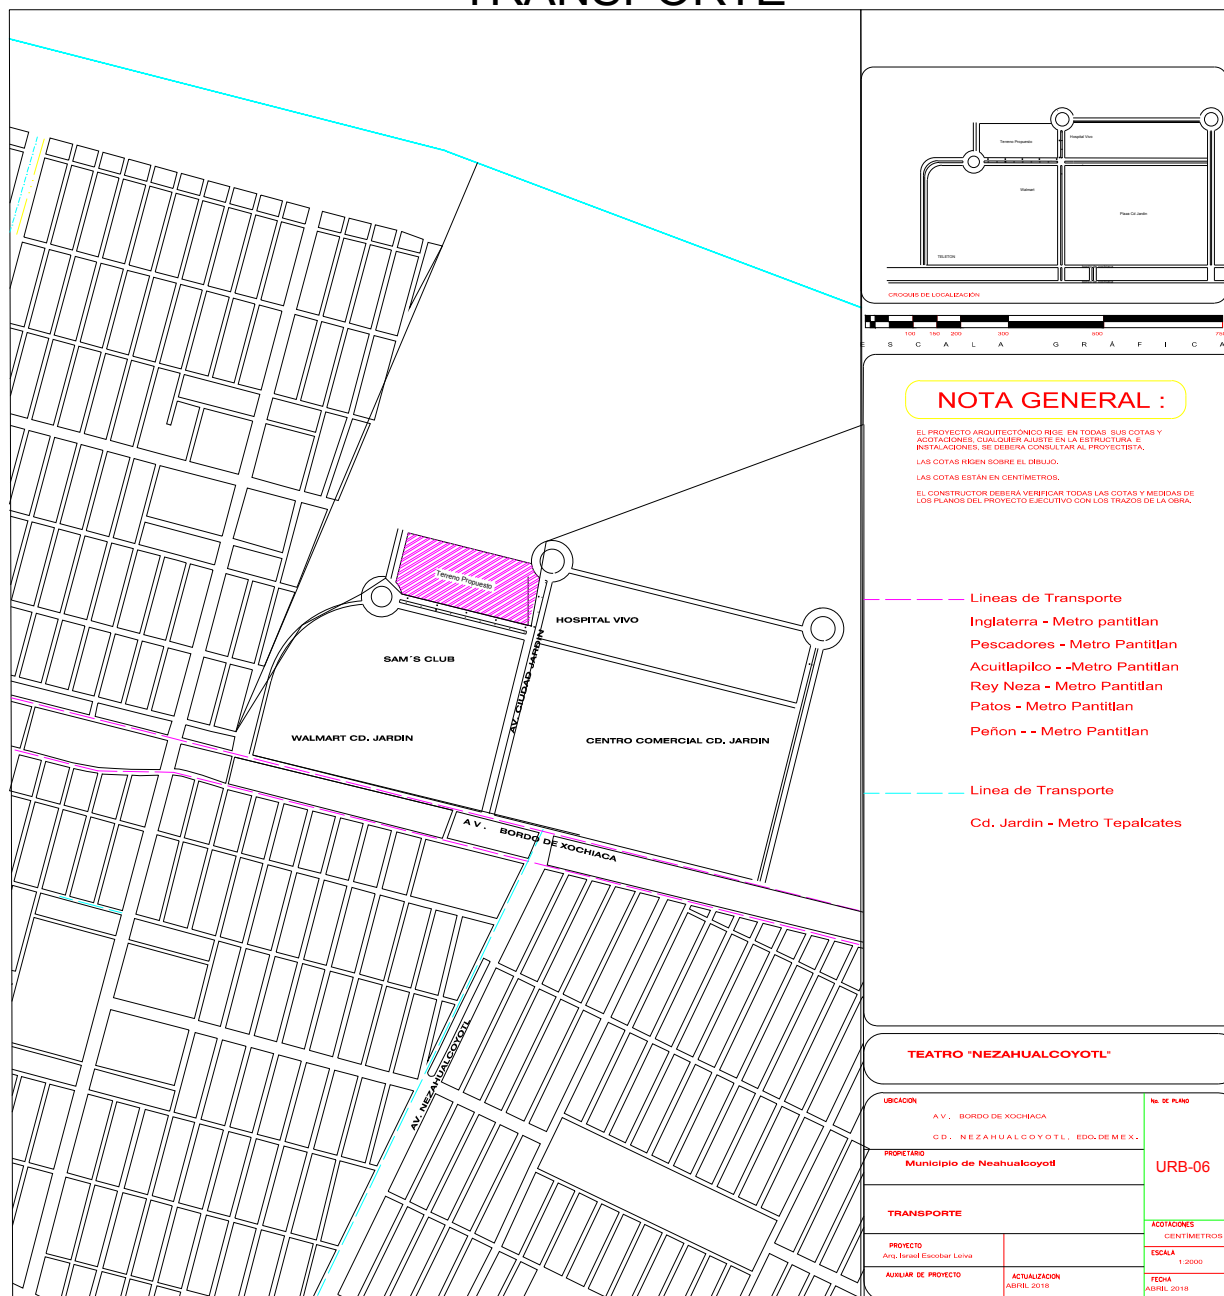 TRANSPORTE
Terreno Propuesto
HOSPITAL VIVO
SAM´S CLUB
AV. CIUDAD JARDIN
WALMART CD. JARDIN
CENTRO COMERCIAL CD. JARDIN
AV. BORDO DE XOCHIACA
AV. NEZAHUALCOYOTL
Terreno Propuesto
Hospital Vivo
Walmart
Plaza Cd Jardin
TELETON
CROQUIS DE LOCALIZACIÓN
100 150 200 300 500 750
ESCALA GRÁFICA
NOTA GENERAL :
EL PROYECTO ARQUITECTÓNICO RIGE EN TODAS SUS COTAS Y
ACOTACIONES, CUALQUIER AJUSTE EN LA ESTRUCTURA E
INSTALACIONES, SE DEBERA CONSULTAR AL PROYECTISTA.
LAS COTAS RIGEN SOBRE EL DIBUJO.
LAS COTAS ESTÁN EN CENTÍMETROS.
EL CONSTRUCTOR DEBERÁ VERIFICAR TODAS LAS COTAS Y MEDIDAS DE
LOS PLANOS DEL PROYECTO EJECUTIVO CON LOS TRAZOS DE LA OBRA.
Lineas de Transporte
Inglaterra - Metro pantitlan
Pescadores - Metro Pantitlan
Acuitlapilco - -Metro Pantitlan
Rey Neza - Metro Pantitlan
Patos - Metro Pantitlan
Peñon - - Metro Pantitlan
Linea de Transporte
Cd. Jardin - Metro Tepalcates
TEATRO "NEZAHUALCOYOTL"
UBICACIÓN
AV. BORDO DE XOCHIACA
CD. NEZAHUALCOYOTL, EDO. DE MEX.
No. DE PLANO
URB-06
PROPIETARIO
Municipio de Neahualcoyotl
TRANSPORTE
ACOTACIONES
CENTÍMETROS
PROYECTO
Arq. Israel Escobar Leiva
ESCALA
1:2000
AUXILIAR DE PROYECTO
ACTUALIZACIÓN
ABRIL 2018
FECHA
ABRIL 2018